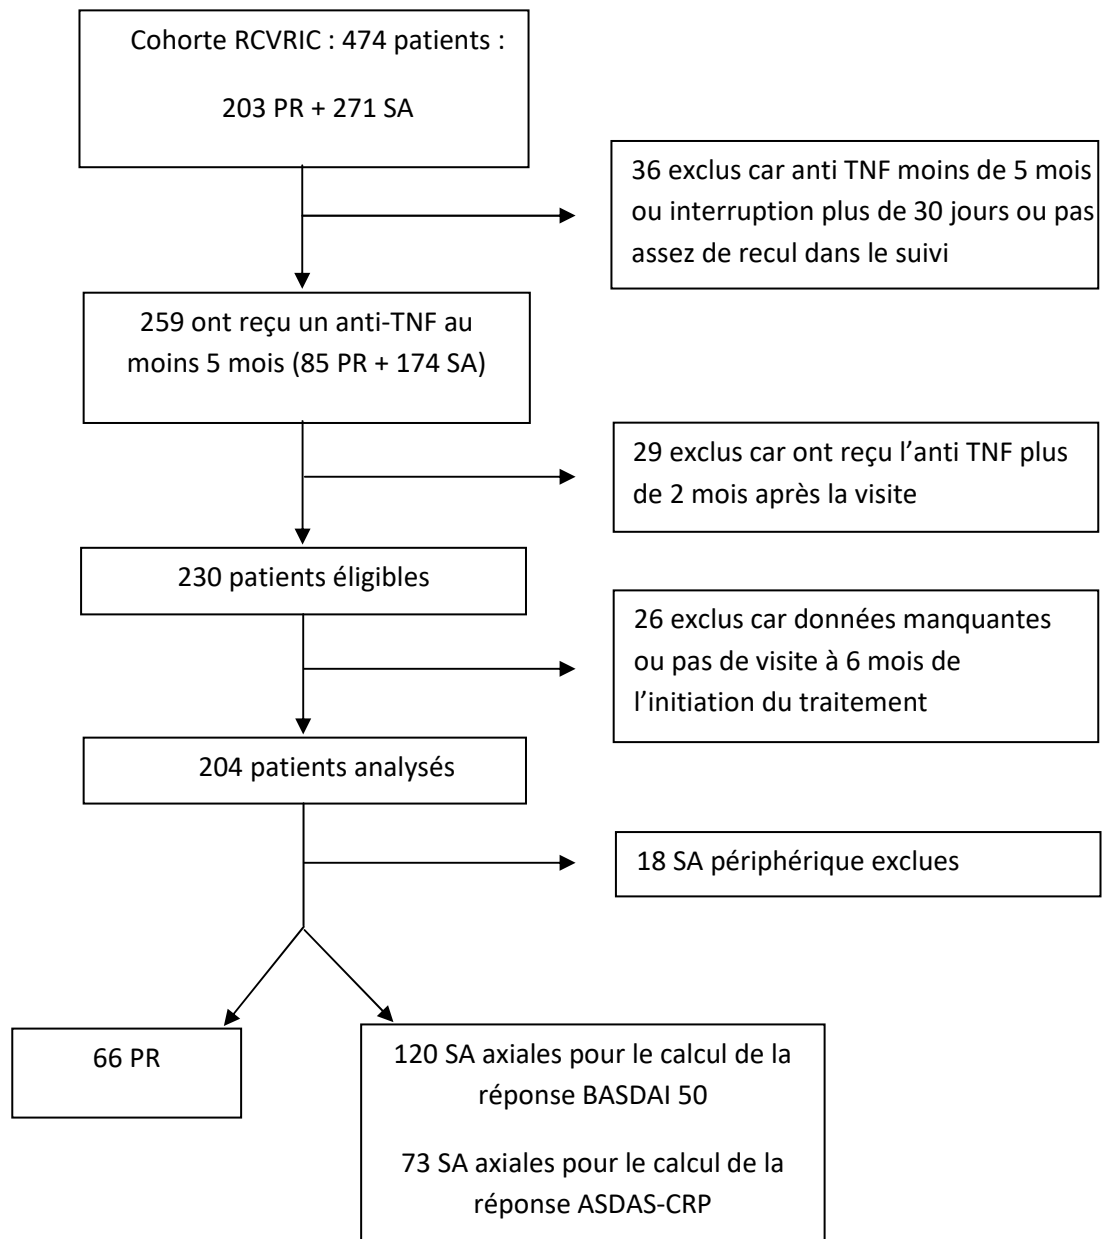 Cohorte RCVRIC : 474 patients :
203 PR + 271 SA
36 exclus car anti TNF moins de 5 mois
ou interruption plus de 30 jours ou pas
assez de recul dans le suivi
259 ont reçu un anti-TNF au
moins 5 mois (85 PR + 174 SA)
29 exclus car ont reçu l’anti TNF plus
de 2 mois après la visite
230 patients éligibles
26 exclus car données manquantes
ou pas de visite à 6 mois de
l’initiation du traitement
204 patients analysés
18 SA périphérique exclues
66 PR
120 SA axiales pour le calcul de la
réponse BASDAI 50
73 SA axiales pour le calcul de la
réponse ASDAS-CRP